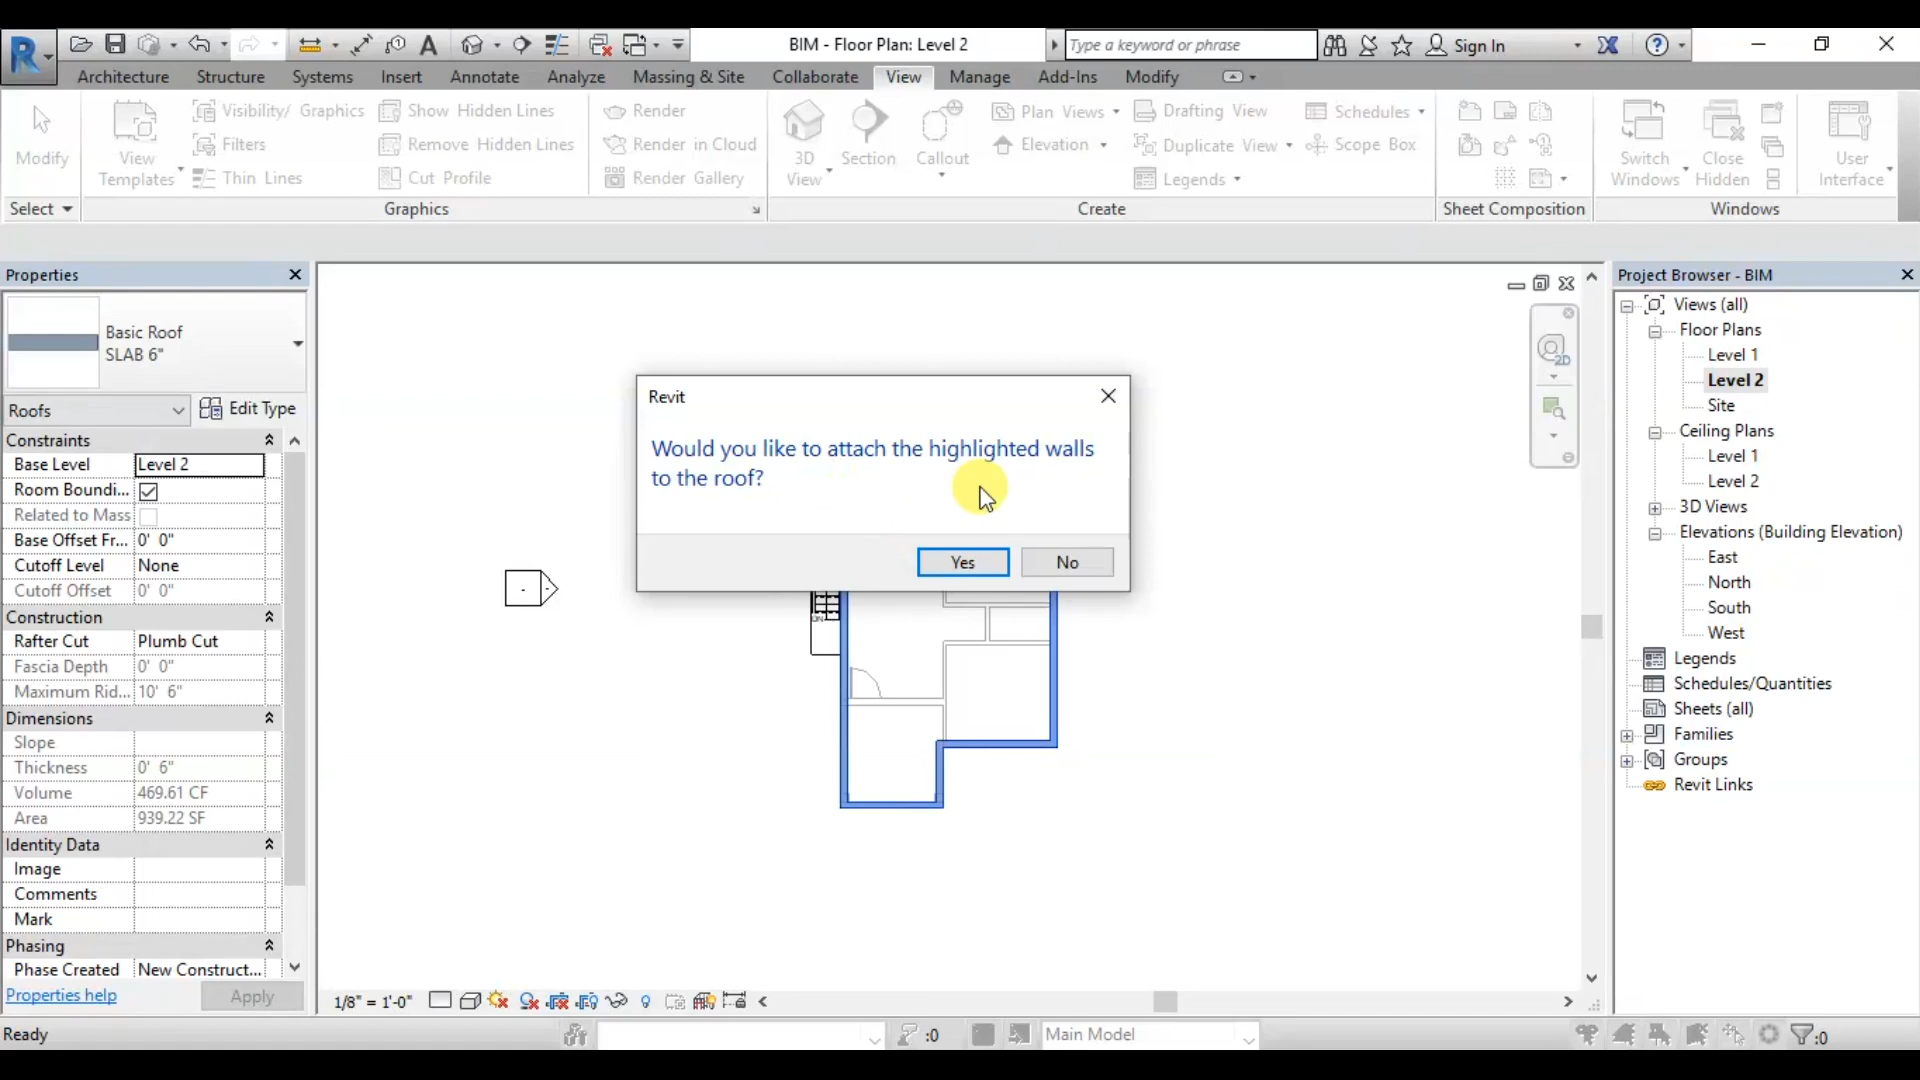 BIM - Floor Plan: Level 2
Type a keyword or phrase
Sign In
Architecture
Structure
Systems
Insert
Annotate
Analyze
Massing & Site
Collaborate
View
Manage
Add-Ins
Modify
Modify
View
Templates
Visibility/ Graphics
Filters
Thin Lines
Show Hidden Lines
Remove Hidden Lines
Cut Profile
Render
Render in Cloud
Render Gallery
3D
View
Section
Callout
Plan Views
Elevation
Drafting View
Duplicate View
Legends
Schedules
Scope Box
Switch
Windows
Close
Hidden
User
Interface
Select
Graphics
Create
Sheet Composition
Windows
Properties
Basic Roof
SLAB 6"
Roofs
Edit Type
Constraints
Base Level Level 2
Room Boundi...
Related to Mass
Base Offset Fr... 0' 0"
Cutoff Level None
Cutoff Offset 0' 0"
Construction
Rafter Cut Plumb Cut
Fascia Depth 0' 0"
Maximum Rid... 10' 6"
Dimensions
Slope
Thickness 0' 6"
Volume 469.61 CF
Area 939.22 SF
Identity Data
Image
Comments
Mark
Phasing
Phase Created New Construct...
Properties help
Apply
Revit
Would you like to attach the highlighted walls
to the roof?
Yes
No
DN
2D
Project Browser - BIM
Views (all)
Floor Plans
Level 1
Level 2
Site
Ceiling Plans
Level 1
Level 2
3D Views
Elevations (Building Elevation)
East
North
South
West
Legends
Schedules/Quantities
Sheets (all)
Families
Groups
Revit Links
1/8" = 1'-0"
Ready
:0
Main Model
:0